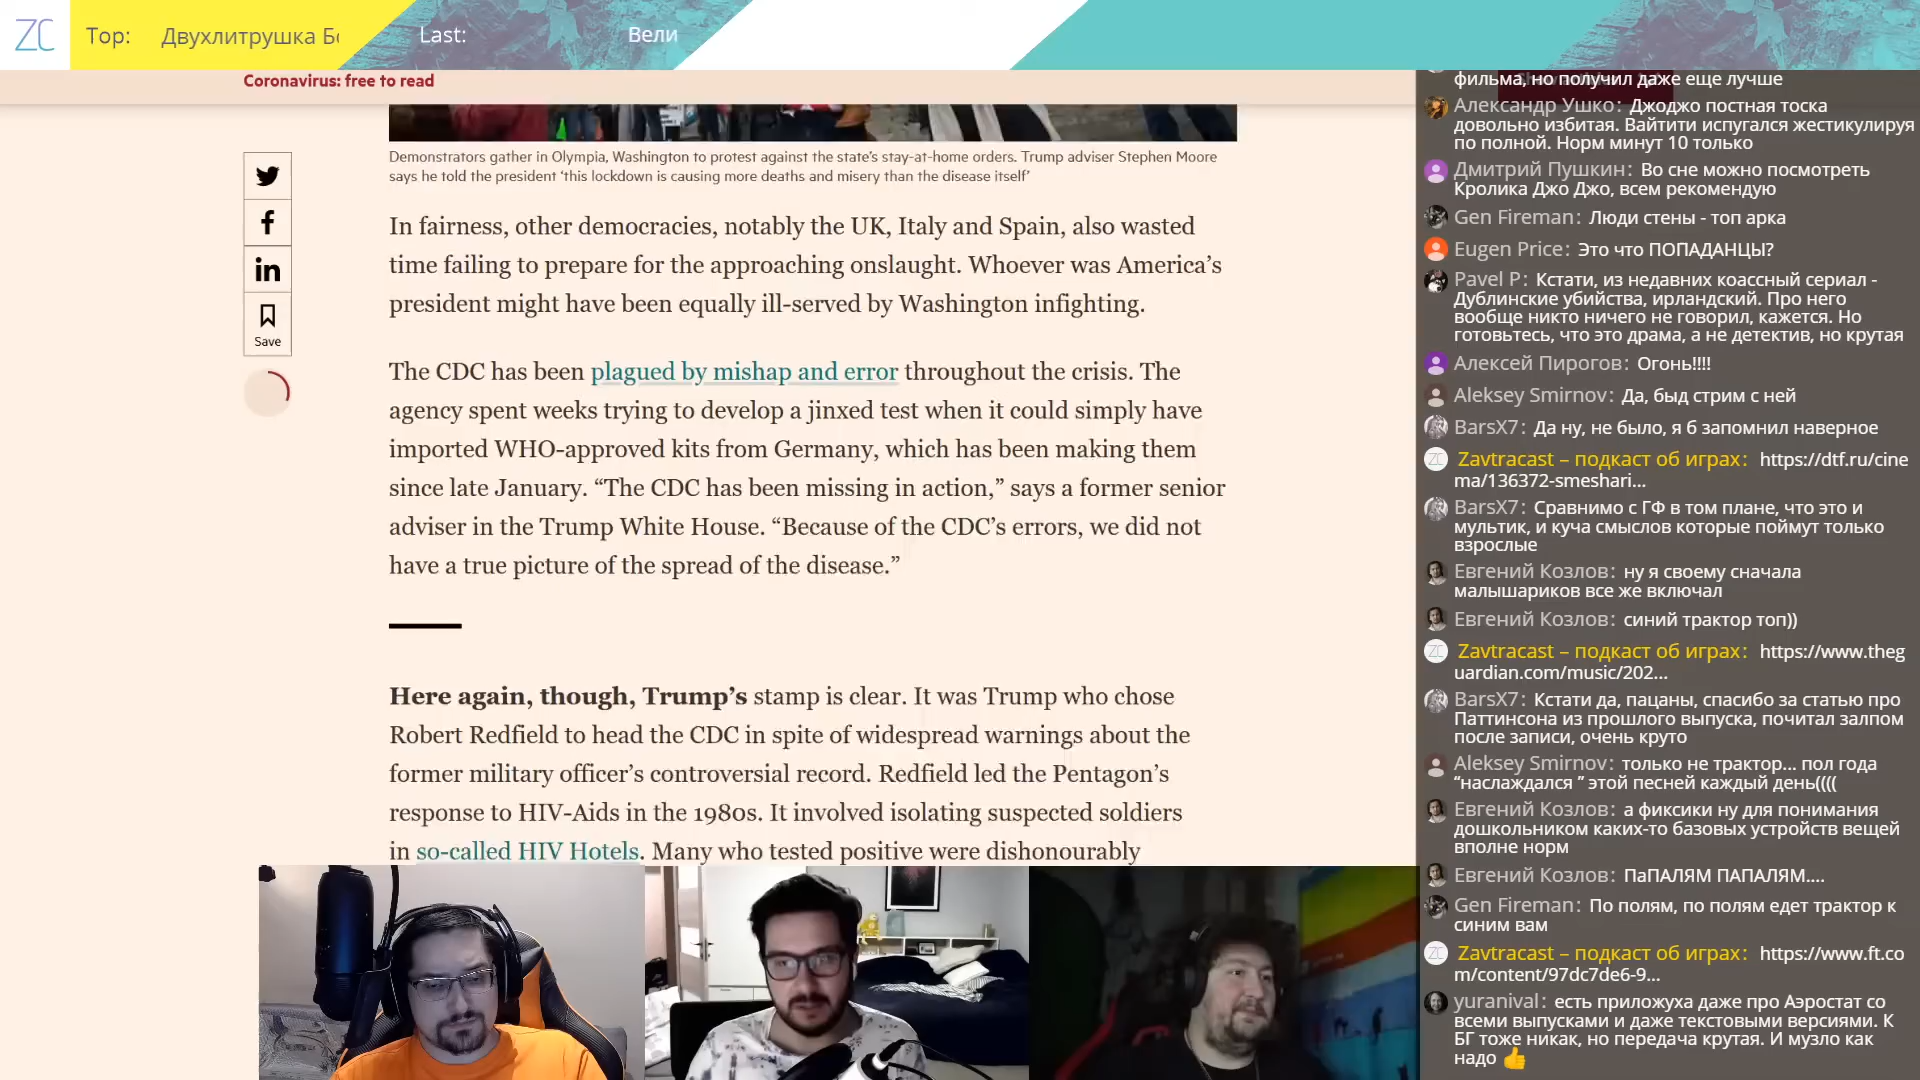 ZC
Top: Двухлитрушка
Last: Вели
Coronavirus: free to read
Demonstrators gather in Olympia, Washington to protest against the state’s stay-at-home orders. Trump adviser Stephen Moore
says he told the president ‘this lockdown is causing more deaths and misery than the disease itself’
Save
In fairness, other democracies, notably the UK, Italy and Spain, also wasted
time failing to prepare for the approaching onslaught. Whoever was America’s
president might have been equally ill-served by Washington infighting.
The CDC has been plagued by mishap and error throughout the crisis. The
agency spent weeks trying to develop a jinxed test when it could simply have
imported WHO-approved kits from Germany, which has been making them
since late January. “The CDC has been missing in action,” says a former senior
adviser in the Trump White House. “Because of the CDC’s errors, we did not
have a true picture of the spread of the disease.”
Here again, though, Trump’s stamp is clear. It was Trump who chose
Robert Redfield to head the CDC in spite of widespread warnings about the
former military officer’s controversial record. Redfield led the Pentagon’s
response to HIV-Aids in the 1980s. It involved isolating suspected soldiers
in so-called HIV Hotels. Many who tested positive were dishonourably
фильма, но получил даже еще лучше
Александр Ушко: Джоджо постная тоска
довольно избитая. Вайтити испугался жестикулируя
по полной. Норм минут 10 только
Дмитрий Пушкин: Во сне можно посмотреть
Кролика Джо Джо, всем рекомендую
Gen Fireman: Люди стены - топ арка
Eugen Price: Это что ПОПАДАНЦЫ?
Pavel P: Кстати, из недавних коассный сериал -
Дублинские убийства, ирландский. Про него
вообще никто ничего не говорил, кажется. Но
готовьтесь, что это драма, а не детектив, но крутая
Алексей Пирогов: Огонь!!!!
Aleksey Smirnov: Да, быд стрим с ней
BarsX7: Да ну, не было, я б запомнил наверное
Zavtracast – подкаст об играх: https://dtf.ru/cine
ma/136372-smeshari...
BarsX7: Сравнимо с ГФ в том плане, что это и
мультик, и куча смыслов которые поймут только
взрослые
Евгений Козлов: ну я своему сначала
малышариков все же включал
Евгений Козлов: синий трактор топ))
Zavtracast – подкаст об играх: https://www.theg
uardian.com/music/202...
BarsX7: Кстати да, пацаны, спасибо за статью про
Паттинсона из прошлого выпуска, почитал залпом
после записи, очень круто
Aleksey Smirnov: только не трактор... пол года
“наслаждался ” этой песней каждый день((((
Евгений Козлов: а фиксики ну для понимания
дошкольником каких-то базовых устройств вещей
вполне норм
Евгений Козлов: ПаПАЛЯМ ПАПАЛЯМ....
Gen Fireman: По полям, по полям едет трактор к
синим вам
Zavtracast – подкаст об играх: https://www.ft.co
m/content/97dc7de6-9...
yuranival: есть приложуха даже про Аэростат со
всеми выпусками и даже текстовыми версиями. К
БГ тоже никак, но передача крутая. И музло как
надо 👍